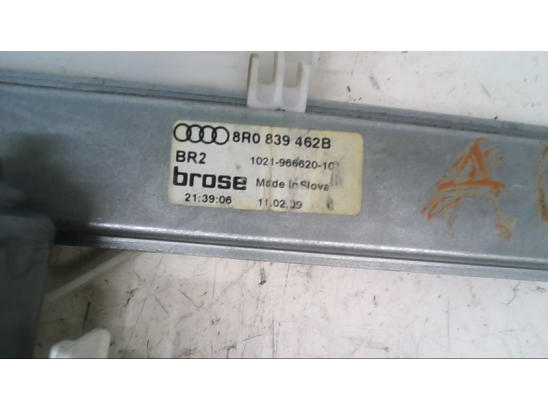 8R0 839 462B
BR2 1021-966620-10
brose Made In Slova
21:39:06 11.02.09
A